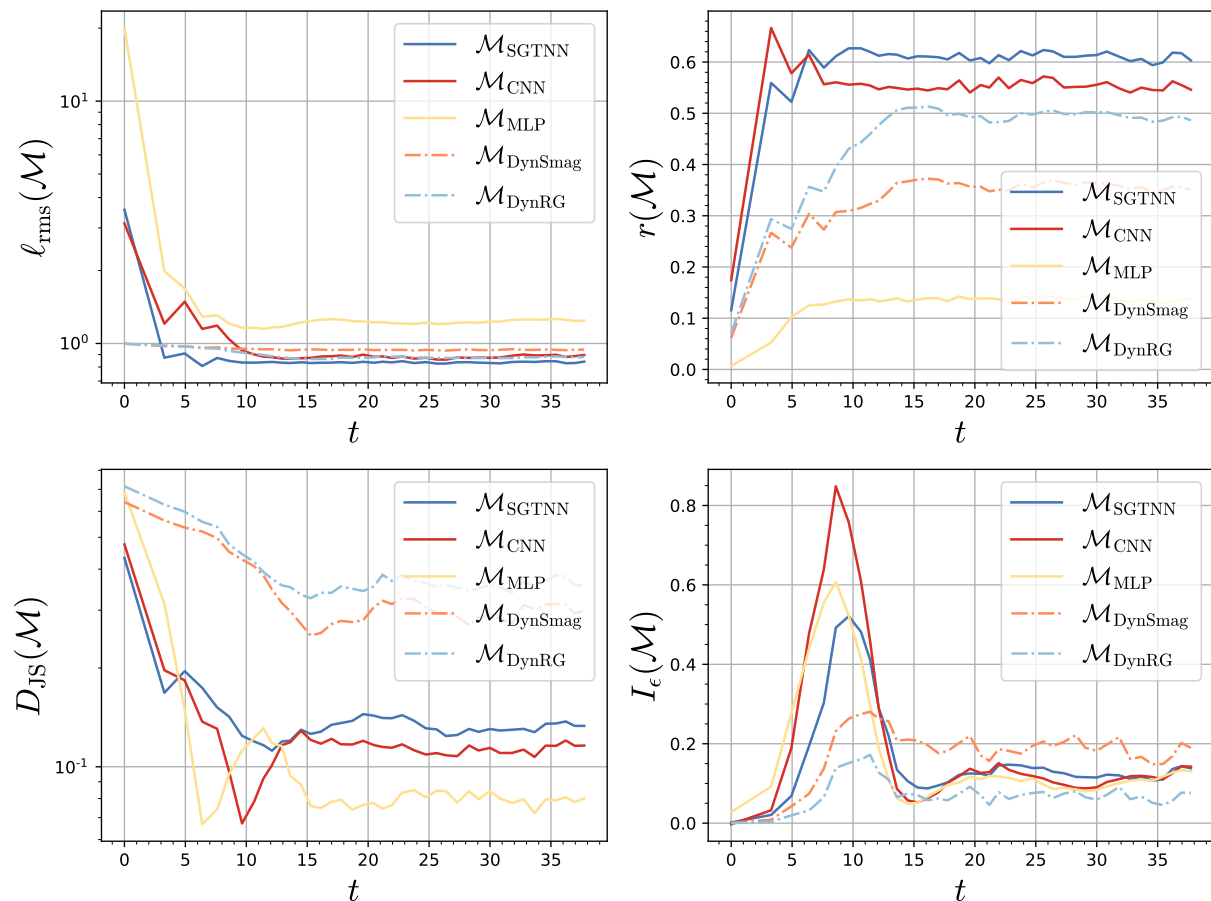 ℓ_rms(ℳ)
10¹
10⁰
0 5 10 15 20 25 30 35
t
ℳ_SGTNN
ℳ_CNN
ℳ_MLP
ℳ_DynSmag
ℳ_DynRG
r(ℳ)
0.6
0.5
0.4
0.3
0.2
0.1
0.0
0 5 10 15 20 25 30 35
t
ℳ_SGTNN
ℳ_CNN
ℳ_MLP
ℳ_DynSmag
ℳ_DynRG
D_JS(ℳ)
10⁻¹
0 5 10 15 20 25 30 35
t
ℳ_SGTNN
ℳ_CNN
ℳ_MLP
ℳ_DynSmag
ℳ_DynRG
I_ϵ(ℳ)
0.8
0.6
0.4
0.2
0.0
0 5 10 15 20 25 30 35
t
ℳ_SGTNN
ℳ_CNN
ℳ_MLP
ℳ_DynSmag
ℳ_DynRG